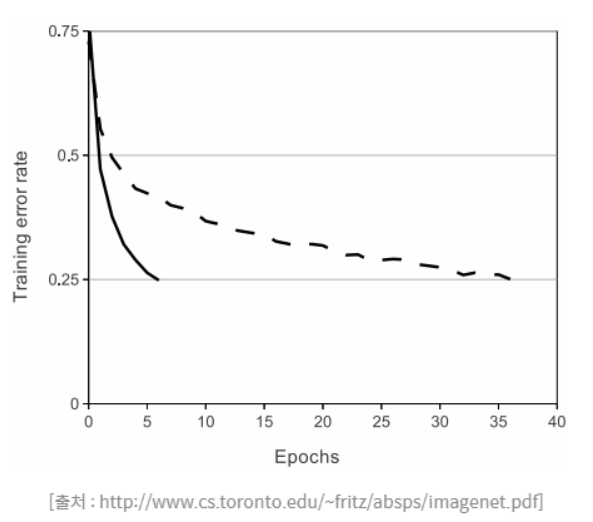 0.75
0.5
0.25
0
Training error rate
0 5 10 15 20 25 30 35 40
Epochs
[출처 : http://www.cs.toronto.edu/~fritz/absps/imagenet.pdf]